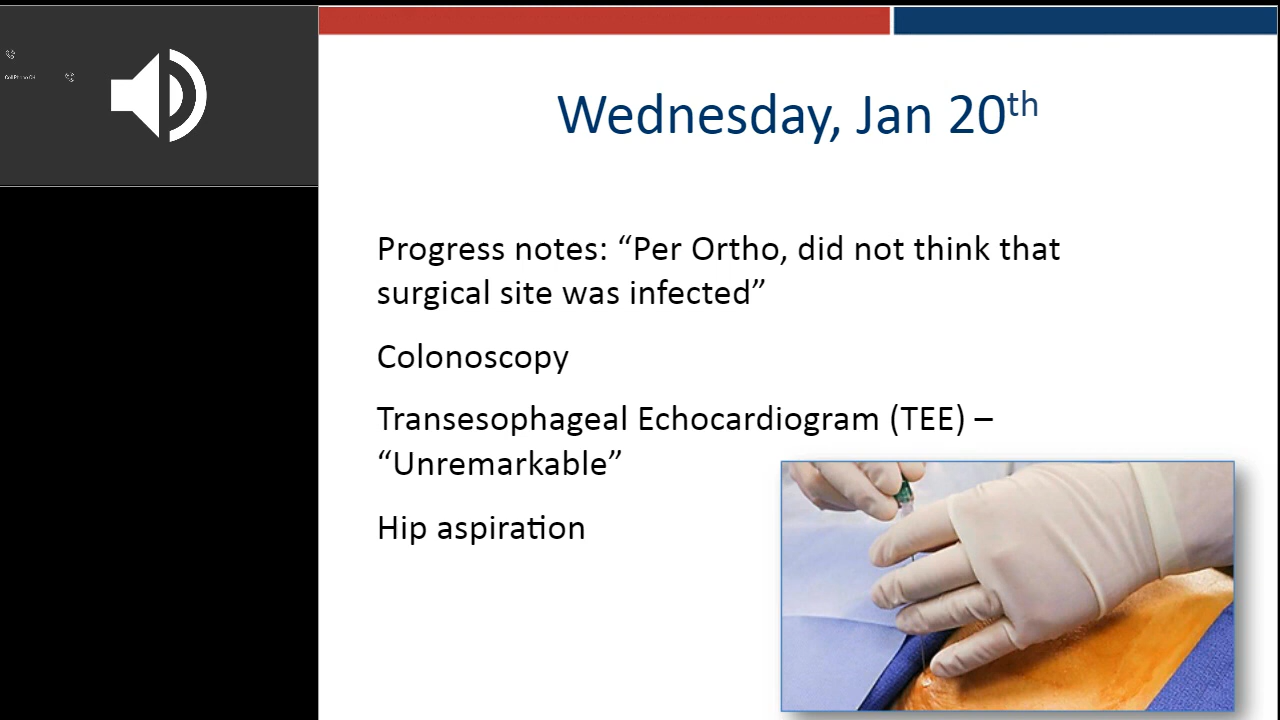 Wednesday, Jan 20th
Progress notes: “Per Ortho, did not think that
surgical site was infected”
Colonoscopy
Transesophageal Echocardiogram (TEE) –
“Unremarkable”
Hip aspiration